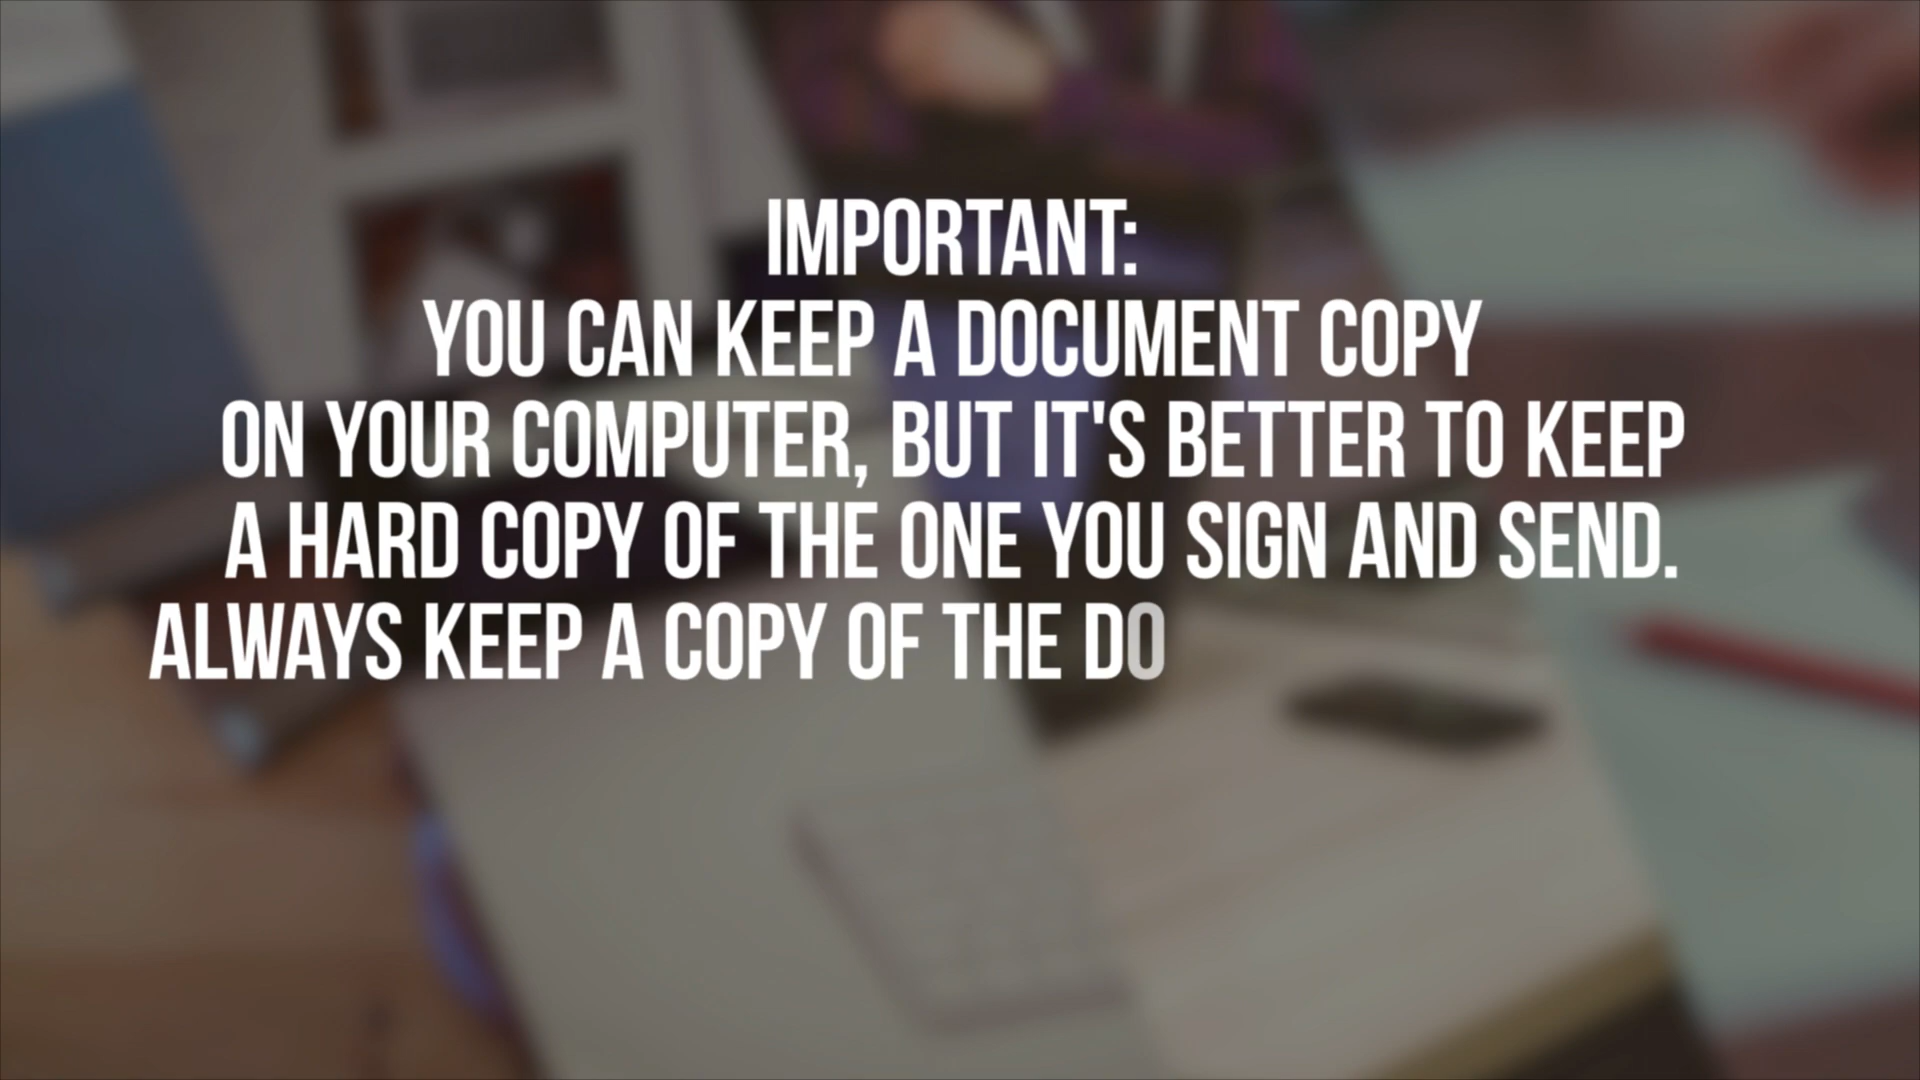 IMPORTANT:
YOU CAN KEEP A DOCUMENT COPY
ON YOUR COMPUTER, BUT IT'S BETTER TO KEEP
A HARD COPY OF THE ONE YOU SIGN AND SEND.
ALWAYS KEEP A COPY OF THE DO